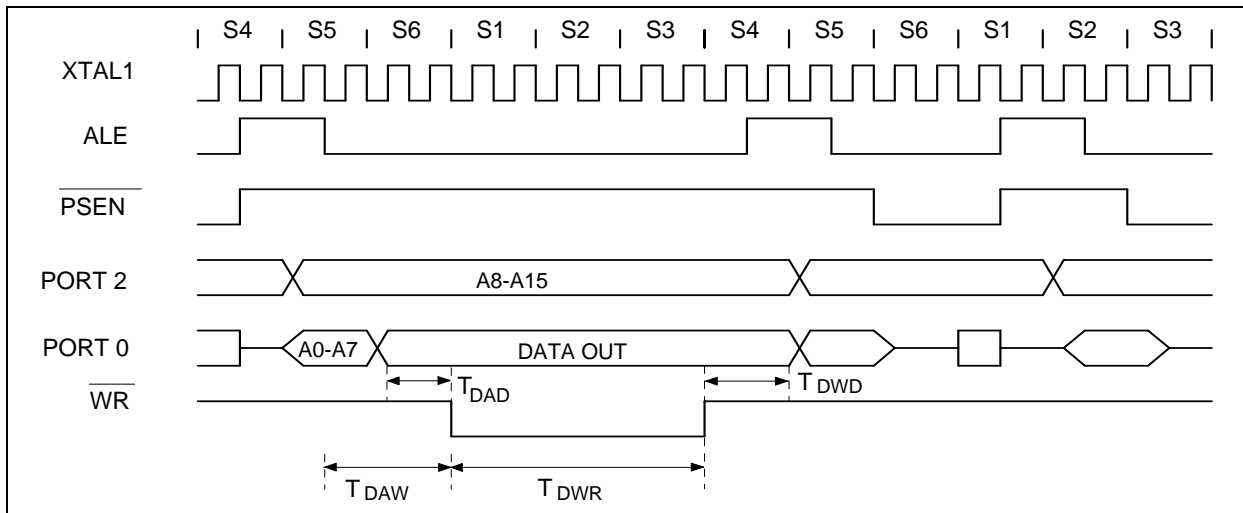 S4 S5 S6 S1 S2 S3 S4 S5 S6 S1 S2 S3
XTAL1
ALE
PSEN
PORT 2 A8-A15
PORT 0 A0-A7 DATA OUT
TDAD TDWD
WR
TDAW TDWR